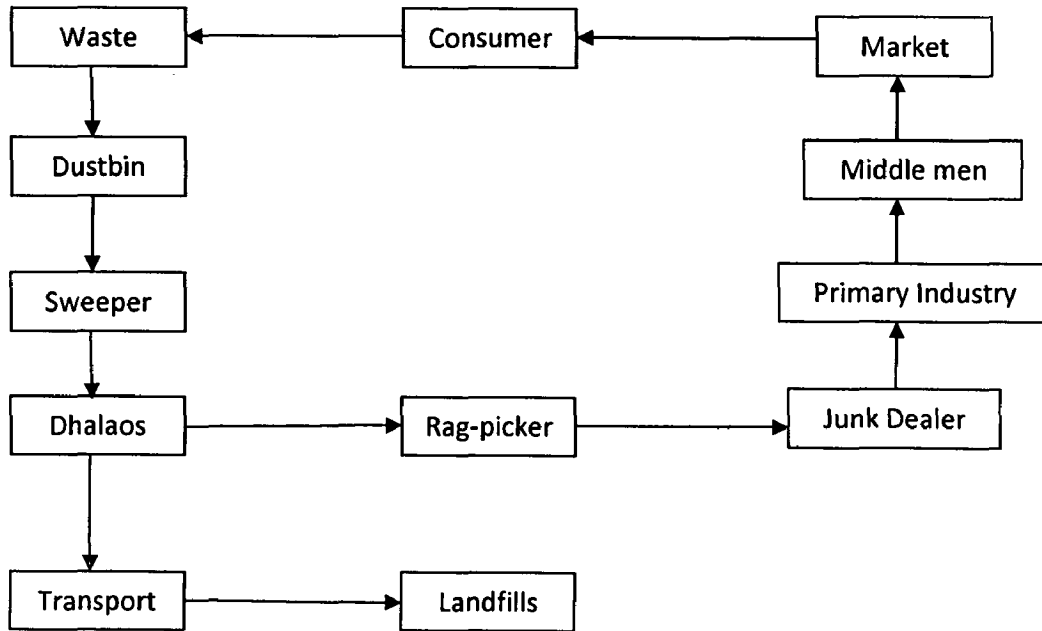 Waste
Consumer
Market
Dustbin
Middle men
Sweeper
Primary Industry
Dhalaos
Rag-picker
Junk Dealer
Transport
Landfills